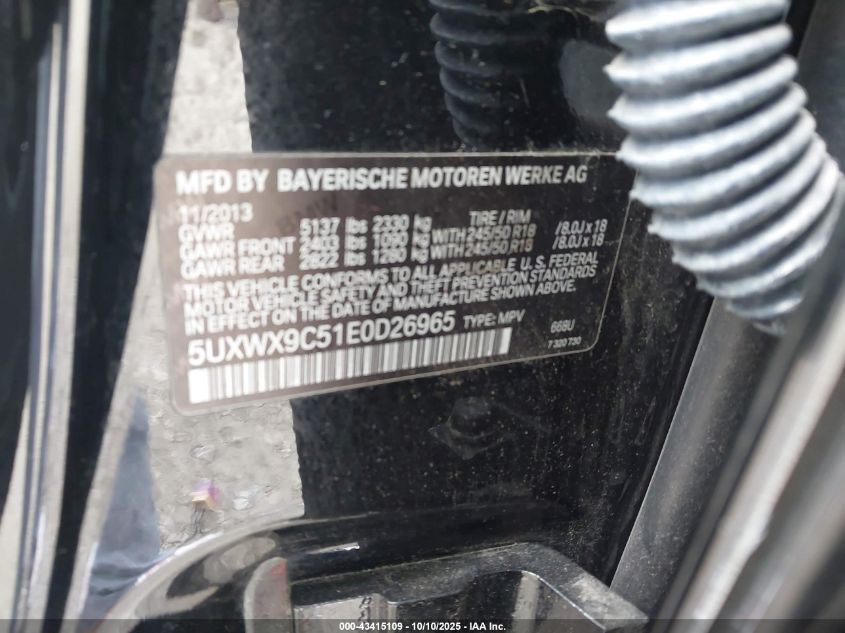 MFD BY BAYERISCHE MOTOREN WERKE AG
11/2013 TIRE / RIM
GVWR 5137 lbs 2330 kg
GAWR FRONT 2403 lbs 1090 kg WITH 245/50 R18 /8.0J x 18
GAWR REAR 2822 lbs 1280 kg WITH 245/50 R18 /8.0J x 18
THIS VEHICLE CONFORMS TO ALL APPLICABLE U. S. FEDERAL
MOTOR VEHICLE SAFETY AND THEFT PREVENTION STANDARDS
IN EFFECT ON THE DATE OF MANUFACTURE SHOWN ABOVE.
5UXWX9C51E0D26965 TYPE: MPV 668U
7 320 730
000-43415109 - 10/10/2025 - IAA Inc.